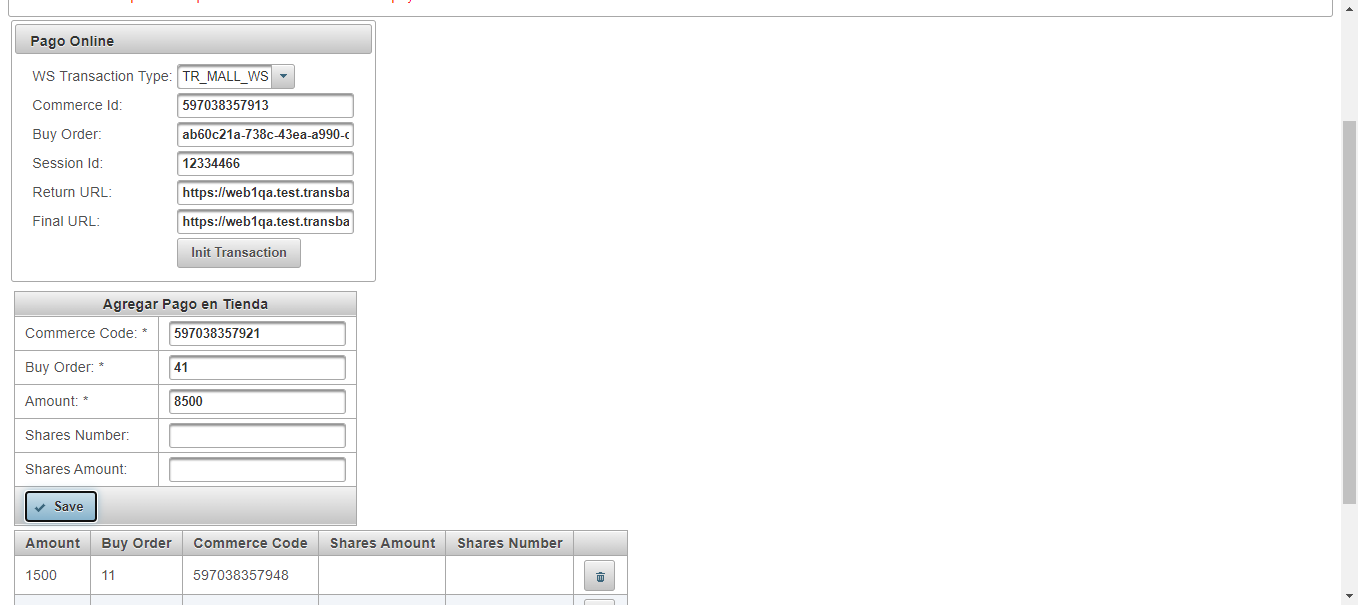 Pago Online
WS Transaction Type: TR_MALL_WS
Commerce Id: 597038357913
Buy Order: ab60c21a-738c-43ea-a990-c
Session Id: 12334466
Return URL: https://web1qa.test.transba
Final URL: https://web1qa.test.transba
Init Transaction
Agregar Pago en Tienda
Commerce Code: * 597038357921
Buy Order: * 41
Amount: * 8500
Shares Number:
Shares Amount:
Save
Amount Buy Order Commerce Code Shares Amount Shares Number
1500 11 597038357948